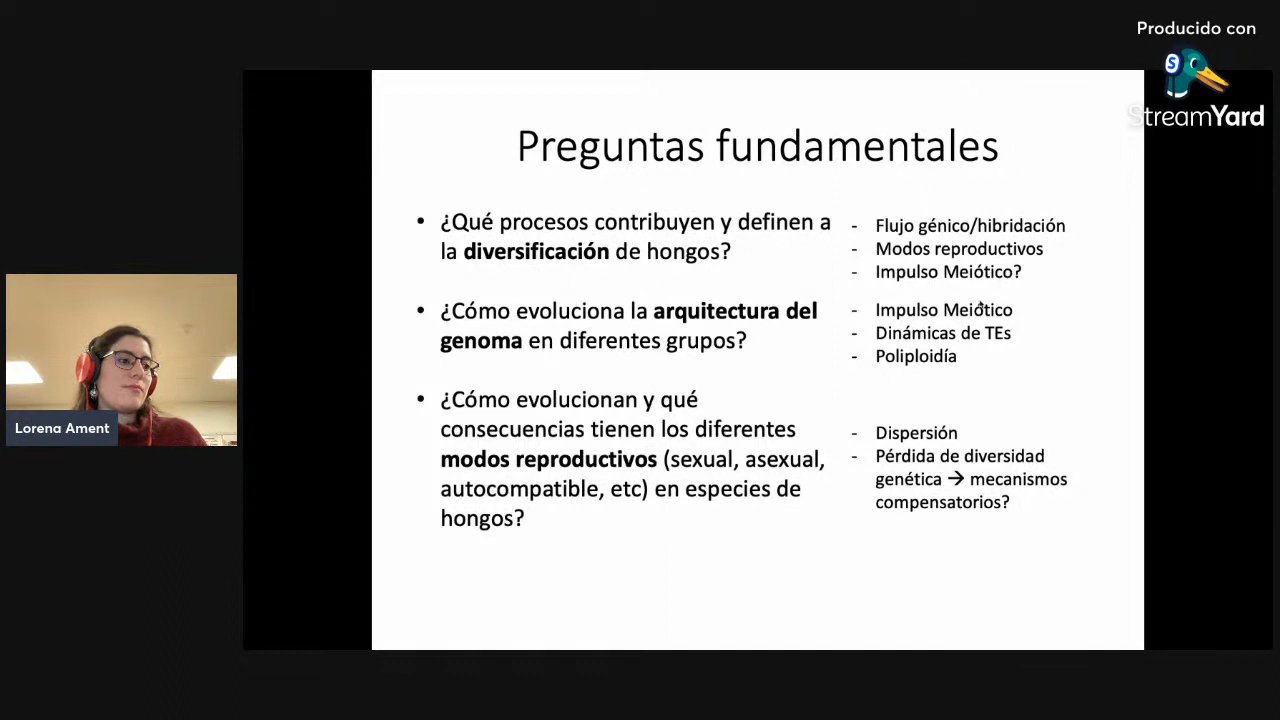 Producido con
StreamYard
Preguntas fundamentales
• ¿Qué procesos contribuyen y definen a
la diversificación de hongos?
- Flujo génico/hibridación
- Modos reproductivos
- Impulso Meiótico?
• ¿Cómo evoluciona la arquitectura del
genoma en diferentes grupos?
- Impulso Meiótico
- Dinámicas de TEs
- Poliploidía
• ¿Cómo evolucionan y qué
consecuencias tienen los diferentes
modos reproductivos (sexual, asexual,
autocompatible, etc) en especies de
hongos?
- Dispersión
- Pérdida de diversidad
genética → mecanismos
compensatorios?
Lorena Ament